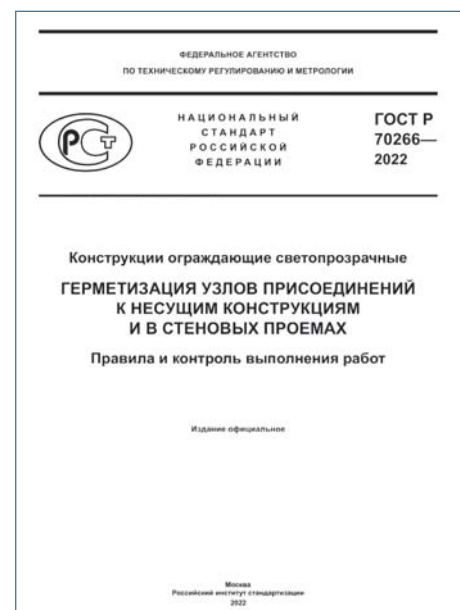 ФЕДЕРАЛЬНОЕ АГЕНТСТВО
ПО ТЕХНИЧЕСКОМУ РЕГУЛИРОВАНИЮ И МЕТРОЛОГИИ
РСТ
НАЦИОНАЛЬНЫЙ
СТАНДАРТ
РОССИЙСКОЙ
ФЕДЕРАЦИИ
ГОСТ Р
70266—
2022
Конструкции ограждающие светопрозрачные
ГЕРМЕТИЗАЦИЯ УЗЛОВ ПРИСОЕДИНЕНИЙ
К НЕСУЩИМ КОНСТРУКЦИЯМ
И В СТЕНОВЫХ ПРОЕМАХ
Правила и контроль выполнения работ
Издание официальное
Москва
Российский институт стандартизации
2022